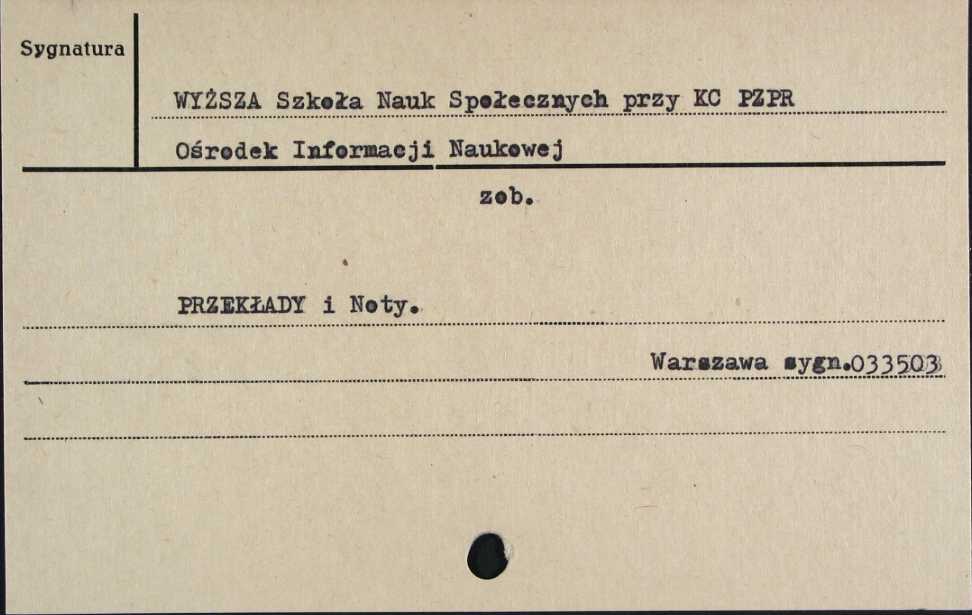 Sygnatura
WYŻSZA Szkoła Nauk Społecznych przy KC PZPR
Ośrodek Informacji Naukowej
zob.
PRZEKŁADY i Noty.
Warszawa sygn.033503